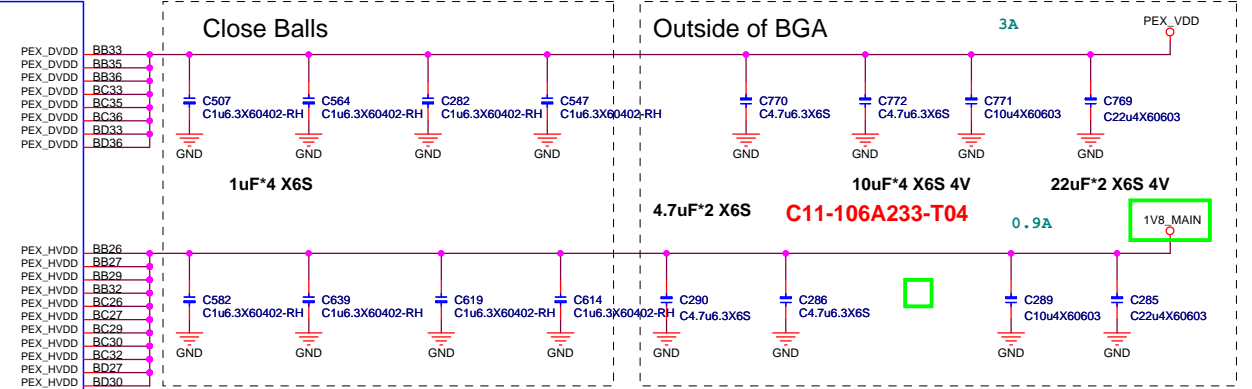 Close Balls
Outside of BGA
3A
PEX_VDD
PEX_DVDD BB33
PEX_DVDD BB35
PEX_DVDD BB36
PEX_DVDD BC33
PEX_DVDD BC35
PEX_DVDD BC36
PEX_DVDD BD33
PEX_DVDD BD36
C507
C1u6.3X60402-RH
C564
C1u6.3X60402-RH
C282
C1u6.3X60402-RH
C547
C1u6.3X60402-RH
C770
C4.7u6.3X6S
C772
C4.7u6.3X6S
C771
C10u4X60603
C769
C22u4X60603
GND
GND
GND
GND
GND
GND
GND
GND
1uF*4 X6S
10uF*4 X6S 4V
22uF*2 X6S 4V
4.7uF*2 X6S
C11-106A233-T04
0.9A
1V8_MAIN
PEX_HVDD BB26
PEX_HVDD BB27
PEX_HVDD BB29
PEX_HVDD BB32
PEX_HVDD BC26
PEX_HVDD BC27
PEX_HVDD BC29
PEX_HVDD BC30
PEX_HVDD BC32
PEX_HVDD BD27
PEX_HVDD BD30
C582
C1u6.3X60402-RH
C639
C1u6.3X60402-RH
C619
C1u6.3X60402-RH
C614
C1u6.3X60402-RH
C290
C4.7u6.3X6S
C286
C4.7u6.3X6S
C289
C10u4X60603
C285
C22u4X60603
GND
GND
GND
GND
GND
GND
GND
GND